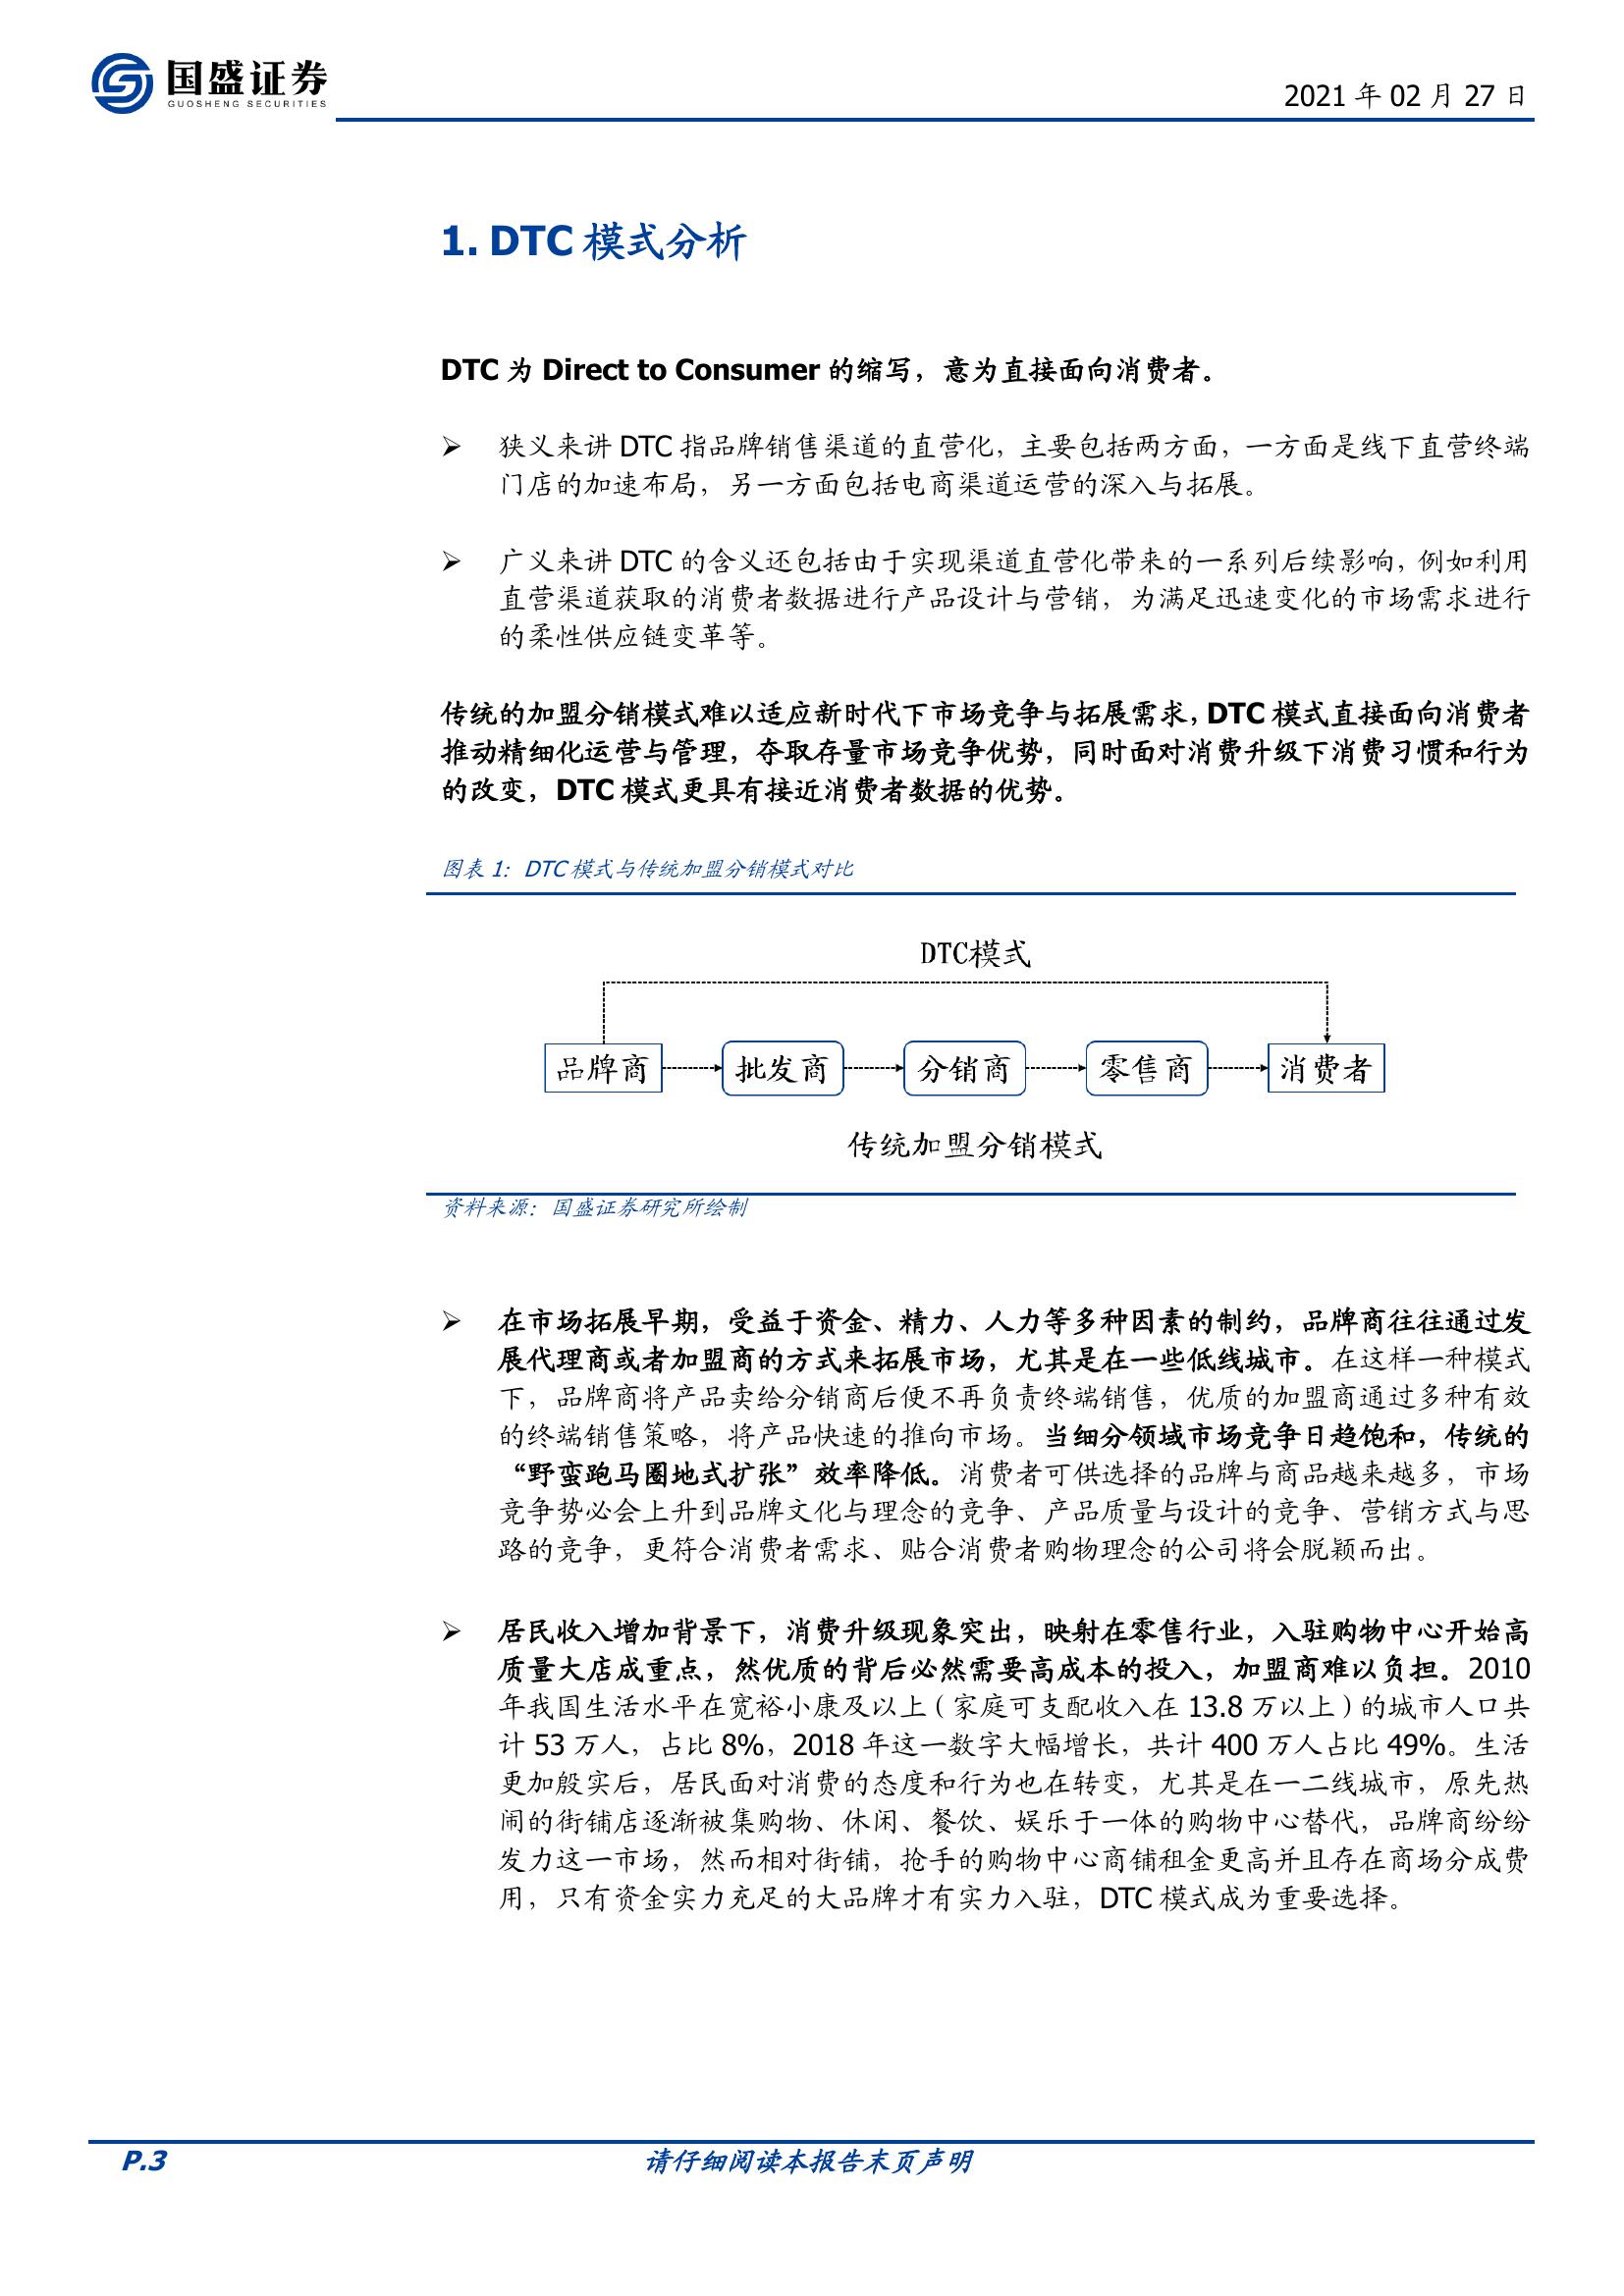 国盛证券
GUOSHENG SECURITIES
2021 年 02 月 27 日
1. DTC 模式分析
DTC 为 Direct to Consumer 的缩写，意为直接面向消费者。
狭义来讲 DTC 指品牌销售渠道的直营化，主要包括两方面，一方面是线下直营终端
门店的加速布局，另一方面包括电商渠道运营的深入与拓展。
广义来讲 DTC 的含义还包括由于实现渠道直营化带来的一系列后续影响，例如利用
直营渠道获取的消费者数据进行产品设计与营销，为满足迅速变化的市场需求进行
的柔性供应链变革等。
传统的加盟分销模式难以适应新时代下市场竞争与拓展需求，DTC 模式直接面向消费者
推动精细化运营与管理，夺取存量市场竞争优势，同时面对消费升级下消费习惯和行为
的改变，DTC 模式更具有接近消费者数据的优势。
图表 1：DTC 模式与传统加盟分销模式对比
DTC模式
品牌商 批发商 分销商 零售商 消费者
传统加盟分销模式
资料来源：国盛证券研究所绘制
在市场拓展早期，受益于资金、精力、人力等多种因素的制约，品牌商往往通过发
展代理商或者加盟商的方式来拓展市场，尤其是在一些低线城市。在这样一种模式
下，品牌商将产品卖给分销商后便不再负责终端销售，优质的加盟商通过多种有效
的终端销售策略，将产品快速的推向市场。当细分领域市场竞争日趋饱和，传统的
“野蛮跑马圈地式扩张”效率降低。消费者可供选择的品牌与商品越来越多，市场
竞争势必会上升到品牌文化与理念的竞争、产品质量与设计的竞争、营销方式与思
路的竞争，更符合消费者需求、贴合消费者购物理念的公司将会脱颖而出。
居民收入增加背景下，消费升级现象突出，映射在零售行业，入驻购物中心开始高
质量大店成重点，然优质的背后必然需要高成本的投入，加盟商难以负担。2010
年我国生活水平在宽裕小康及以上（家庭可支配收入在 13.8 万以上）的城市人口共
计 53 万人，占比 8%，2018 年这一数字大幅增长，共计 400 万人占比 49%。生活
更加殷实后，居民面对消费的态度和行为也在转变，尤其是在一二线城市，原先热
闹的街铺店逐渐被集购物、休闲、餐饮、娱乐于一体的购物中心替代，品牌商纷纷
发力这一市场，然而相对街铺，抢手的购物中心商铺租金更高并且存在商场分成费
用，只有资金实力充足的大品牌才有实力入驻，DTC 模式成为重要选择。
P.3
请仔细阅读本报告末页声明